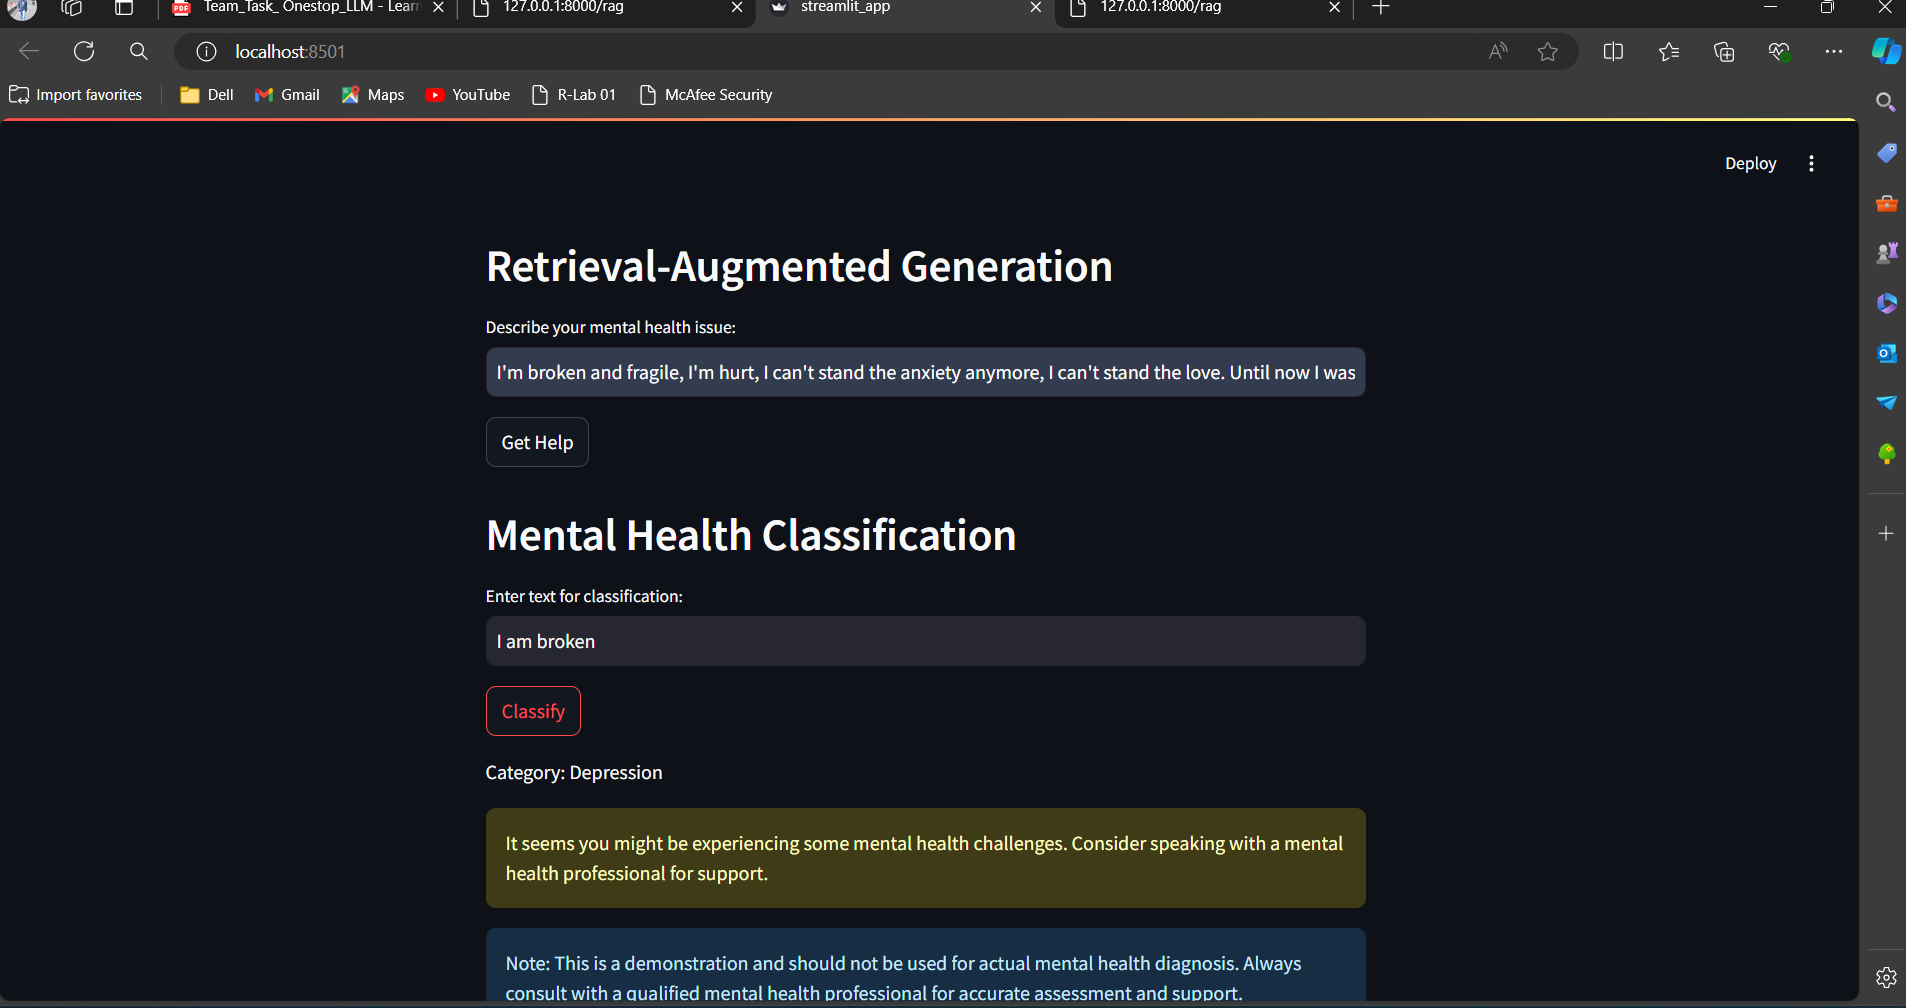 Team_Task_ Onestop_LLM - Lear
127.0.0.1:8000/rag
streamlit_app
127.0.0.1:8000/rag
localhost:8501
Import favorites
Dell
Gmail
Maps
YouTube
R-Lab 01
McAfee Security
Deploy
Retrieval-Augmented Generation
Describe your mental health issue:
I'm broken and fragile, I'm hurt, I can't stand the anxiety anymore, I can't stand the love. Until now I was
Get Help
Mental Health Classification
Enter text for classification:
I am broken
Classify
Category: Depression
It seems you might be experiencing some mental health challenges. Consider speaking with a mental
health professional for support.
Note: This is a demonstration and should not be used for actual mental health diagnosis. Always
consult with a qualified mental health professional for accurate assessment and support.